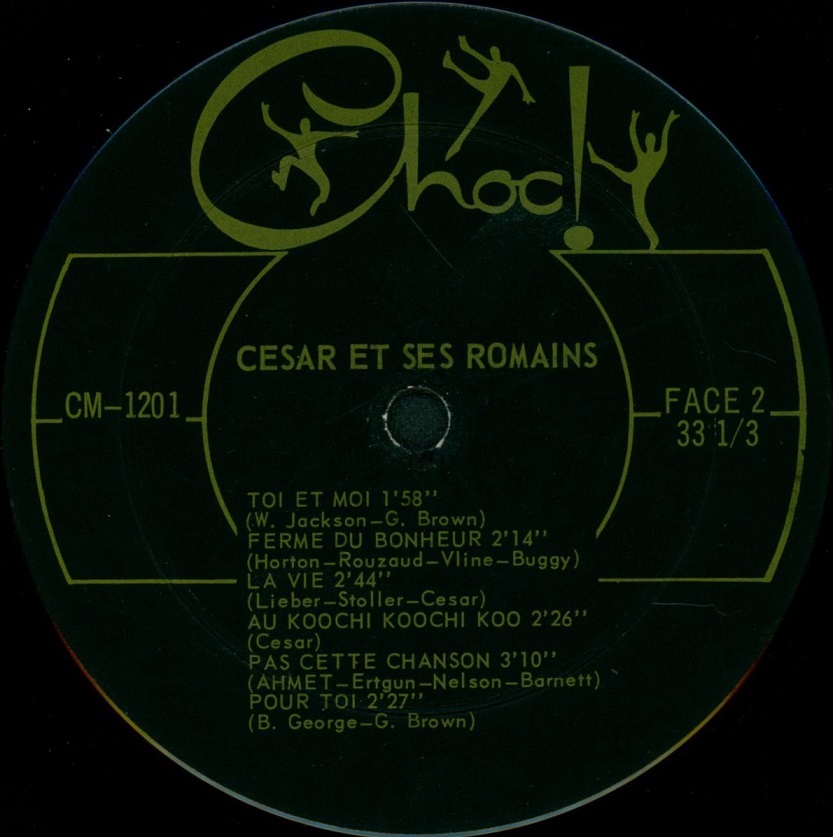 Choc!
CESAR ET SES ROMAINS
CM-1201
FACE 2
33 1/3
TOI ET MOI 1'58''
(W. Jackson-G. Brown)
FERME DU BONHEUR 2'14''
(Horton-Rouzaud-Vline-Buggy)
LA VIE 2'44''
(Lieber-Stoller-Cesar)
AU KOOCHI KOOCHI KOO 2'26''
(Cesar)
PAS CETTE CHANSON 3'10''
(AHMET-Ertgun-Nelson-Barnett)
POUR TOI 2'27''
(B. George-G. Brown)